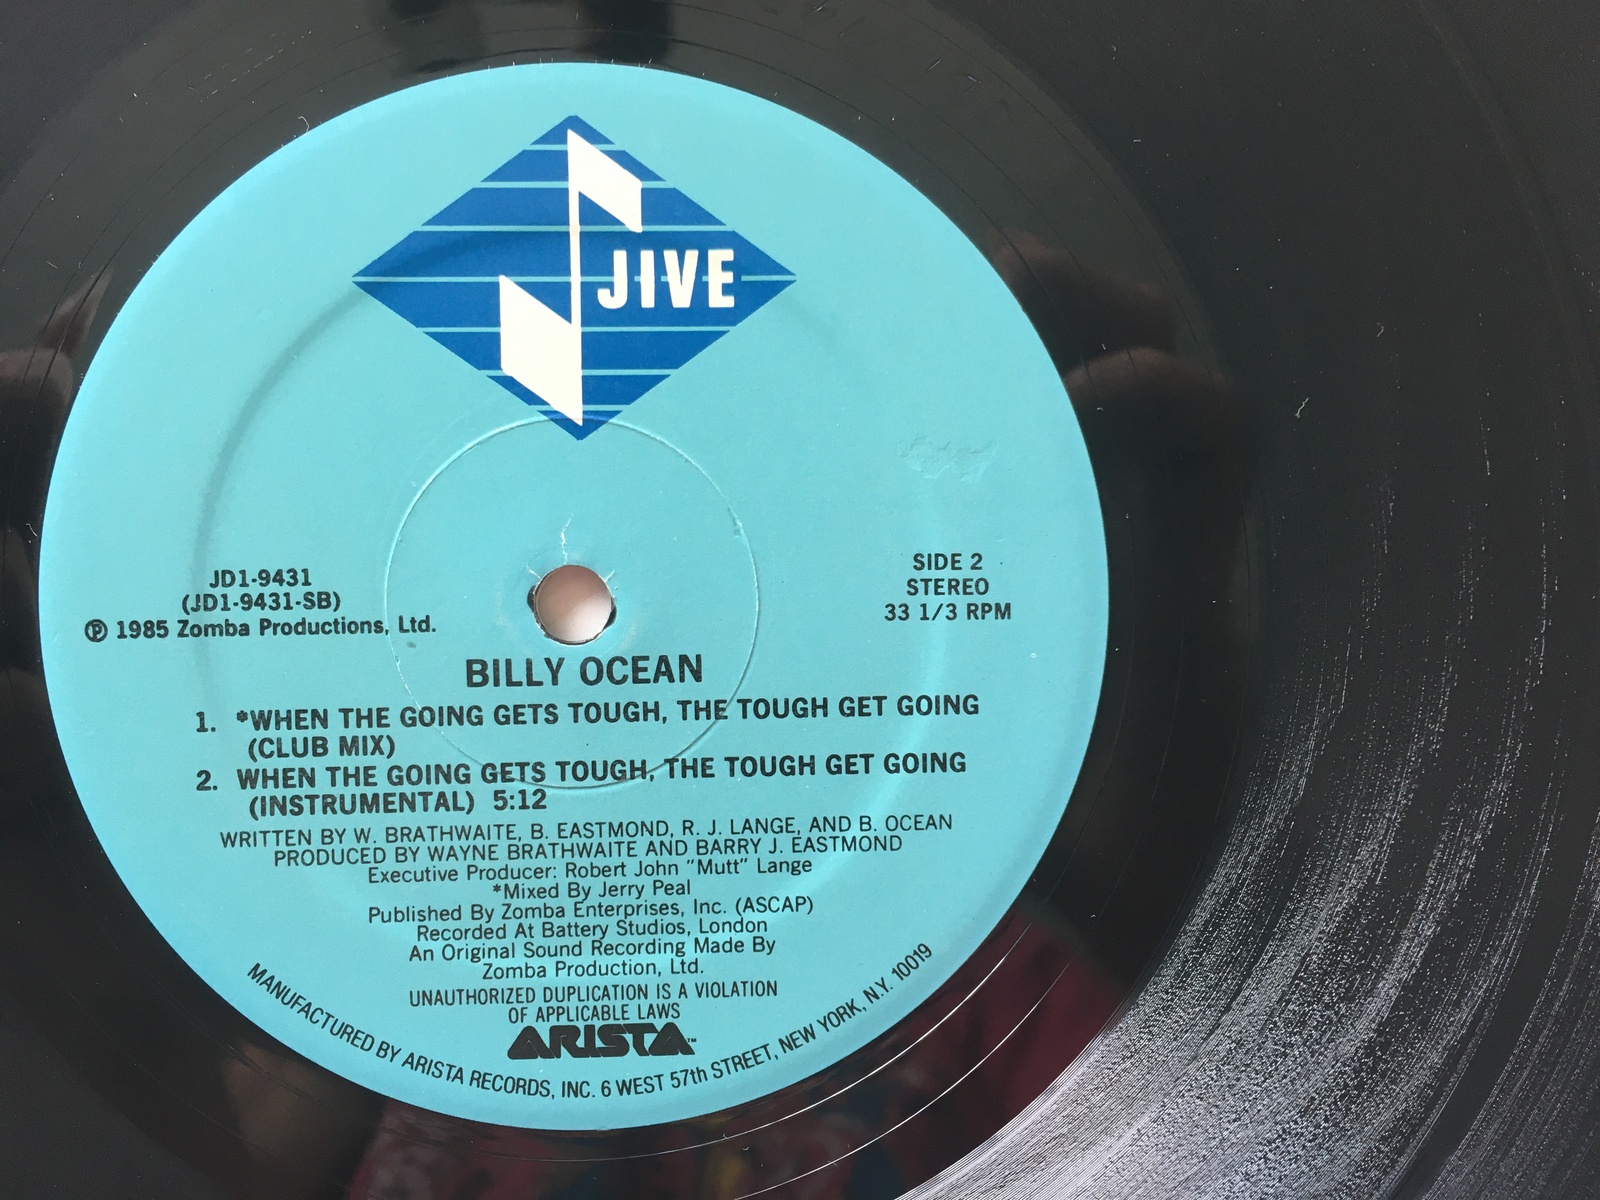 JIVE
JD1-9431
(JD1-9431-SB)
℗ 1985 Zomba Productions, Ltd.
SIDE 2
STEREO
33 1/3 RPM
BILLY OCEAN
1. *WHEN THE GOING GETS TOUGH, THE TOUGH GET GOING
(CLUB MIX)
2. WHEN THE GOING GETS TOUGH, THE TOUGH GET GOING
(INSTRUMENTAL) 5:12
WRITTEN BY W. BRATHWAITE, B. EASTMOND, R. J. LANGE, AND B. OCEAN
PRODUCED BY WAYNE BRATHWAITE AND BARRY J. EASTMOND
Executive Producer: Robert John "Mutt" Lange
*Mixed By Jerry Peal
Published By Zomba Enterprises, Inc. (ASCAP)
Recorded At Battery Studios, London
An Original Sound Recording Made By
Zomba Production, Ltd.
UNAUTHORIZED DUPLICATION IS A VIOLATION
OF APPLICABLE LAWS
ARISTA™
MANUFACTURED BY ARISTA RECORDS, INC. 6 WEST 57th STREET, NEW YORK, N.Y. 10019